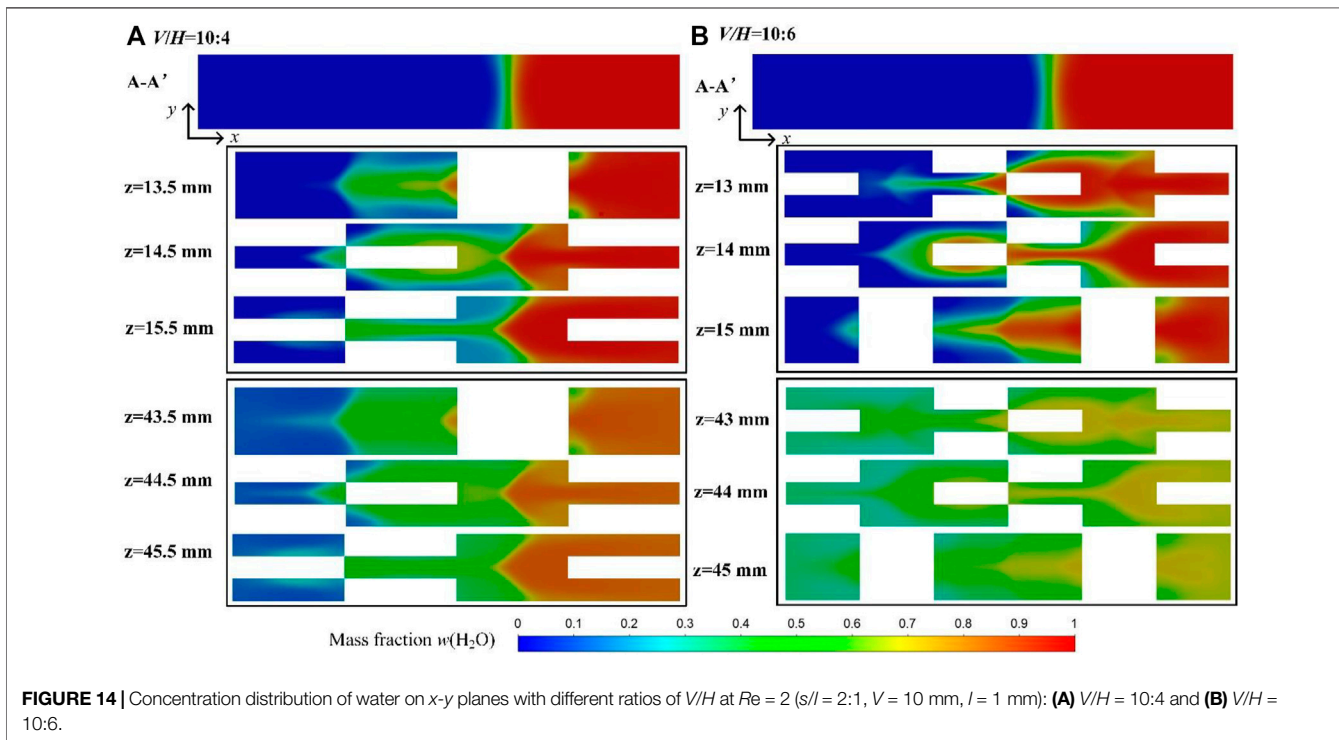 A V/H=10:4
A-A'
y
x
z=13.5 mm
z=14.5 mm
z=15.5 mm
z=43.5 mm
z=44.5 mm
z=45.5 mm
B V/H=10:6
A-A'
y
x
z=13 mm
z=14 mm
z=15 mm
z=43 mm
z=44 mm
z=45 mm
Mass fraction w(H₂O)
0 0.1 0.2 0.3 0.4 0.5 0.6 0.7 0.8 0.9 1
FIGURE 14 | Concentration distribution of water on x-y planes with different ratios of V/H at Re = 2 (s/l = 2:1, V = 10 mm, l = 1 mm): (A) V/H = 10:4 and (B) V/H =
10:6.